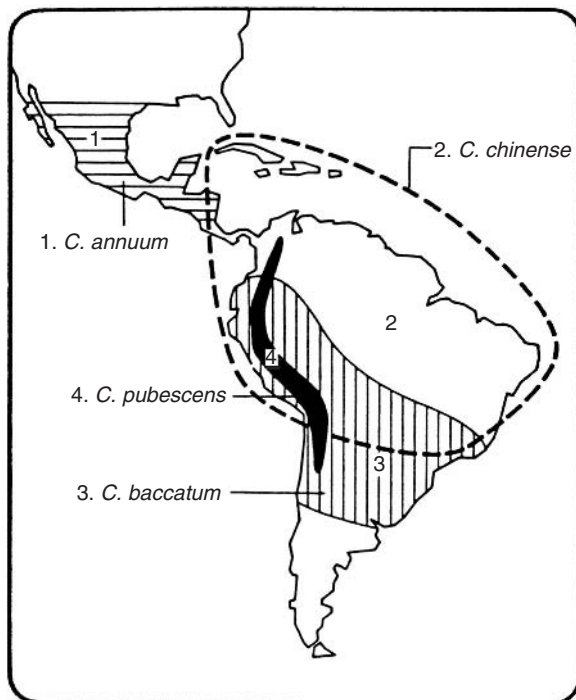 1
2. C. chinense
1. C. annuum
2
4
4. C. pubescens
3
3. C. baccatum